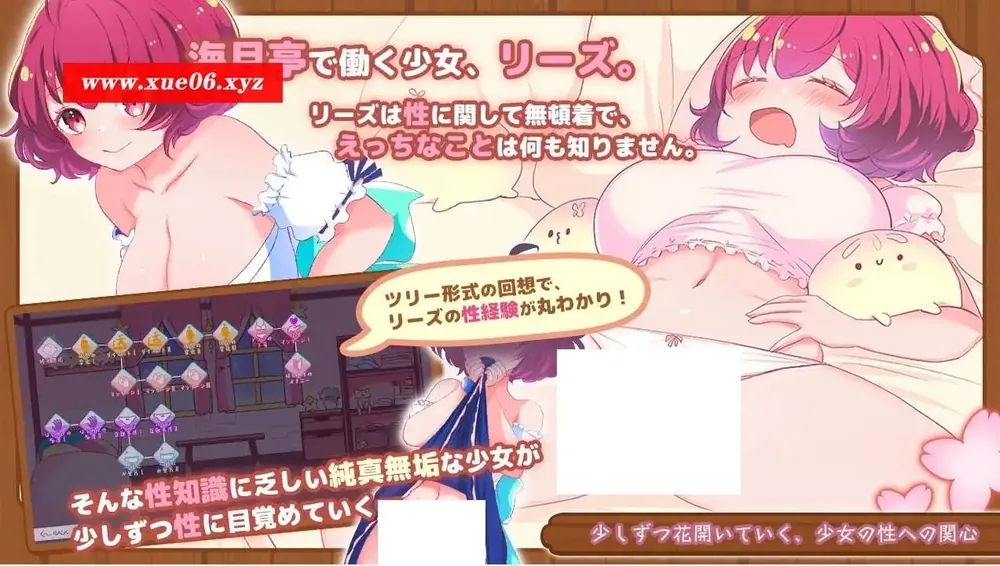 海月亭で働く少女、リーズ。
www.xue06.xyz
リーズは性に関して無頓着で、
えっちなことは何も知りません。
ツリー形式の回想で、
リーズの性経験が丸わかり！
そんな性知識に乏しい純真無垢な少女が
少しずつ性に目覚めていく
BACK
少しずつ花開いていく、少女の性への関心